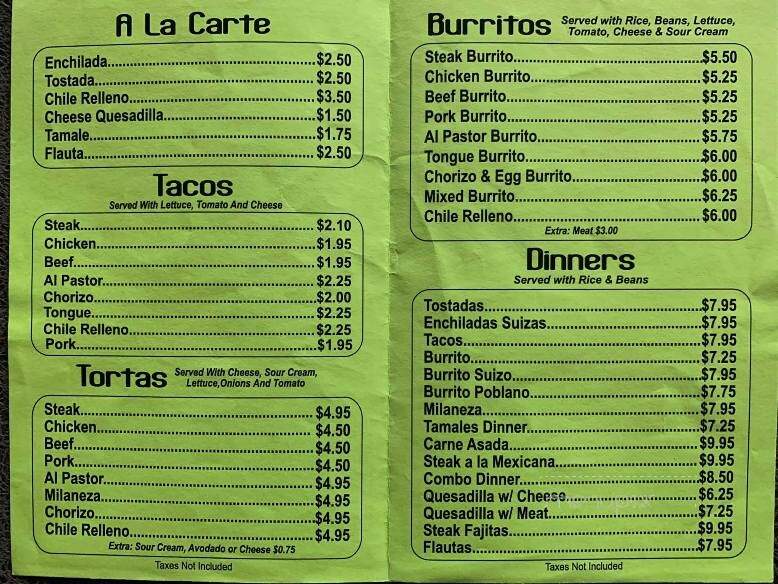 A La Carte
Enchilada..........$2.50
Tostada..........$2.50
Chile Relleno..........$3.50
Cheese Quesadilla..........$1.50
Tamale..........$1.75
Flauta..........$2.50
Tacos
Served With Lettuce, Tomato And Cheese
Steak..........$2.10
Chicken..........$1.95
Beef..........$1.95
Al Pastor..........$2.25
Chorizo..........$2.00
Tongue..........$2.25
Chile Relleno..........$2.25
Pork..........$1.95
Tortas Served With Cheese, Sour Cream,
Lettuce,Onions And Tomato
Steak..........$4.95
Chicken..........$4.50
Beef..........$4.50
Pork..........$4.50
Al Pastor..........$4.95
Milaneza..........$4.95
Chorizo..........$4.95
Chile Relleno..........$4.95
Extra: Sour Cream, Avodado or Cheese $0.75
Taxes Not Included
Burritos Served with Rice, Beans, Lettuce,
Tomato, Cheese & Sour Cream
Steak Burrito..........$5.50
Chicken Burrito..........$5.25
Beef Burrito..........$5.25
Pork Burrito..........$5.25
Al Pastor Burrito..........$5.75
Tongue Burrito..........$6.00
Chorizo & Egg Burrito..........$6.00
Mixed Burrito..........$6.25
Chile Relleno..........$6.00
Extra: Meat $3.00
Dinners
Served with Rice & Beans
Tostadas..........$7.95
Enchiladas Suizas..........$7.95
Tacos..........$7.95
Burrito..........$7.25
Burrito Suizo..........$7.95
Burrito Poblano..........$7.75
Milaneza..........$7.95
Tamales Dinner..........$7.25
Carne Asada..........$9.95
Steak a la Mexicana..........$9.95
Combo Dinner..........$8.50
Quesadilla w/ Cheese..........$6.25
Quesadilla w/ Meat..........$7.25
Steak Fajitas..........$9.95
Flautas..........$7.95
Taxes Not Included